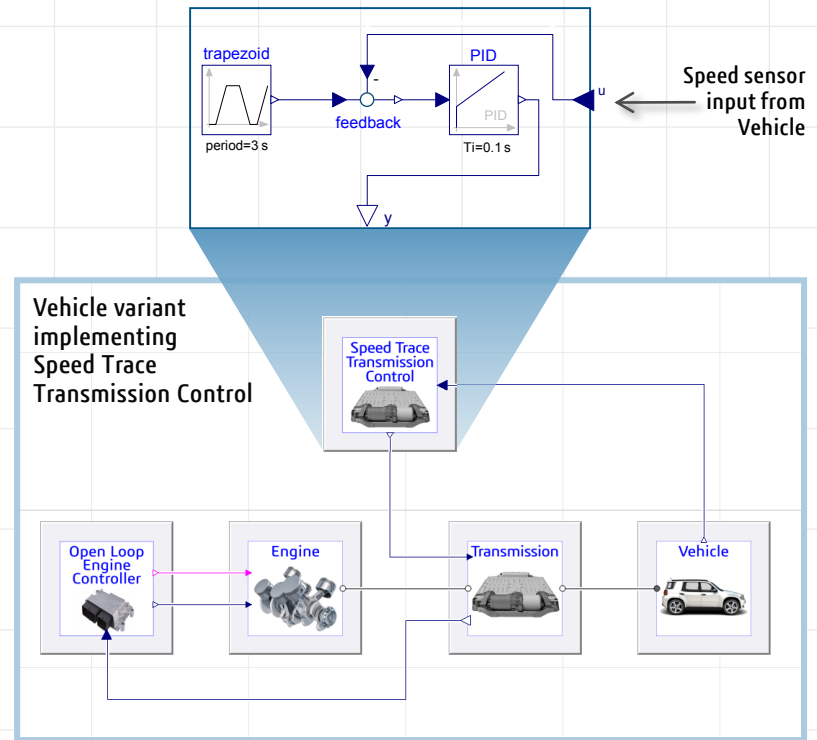 trapezoid
period=3 s
-
feedback
PID
PID
Ti=0.1 s
u
y
Speed sensor
input from
Vehicle
Vehicle variant
implementing
Speed Trace
Transmission Control
Speed Trace
Transmission
Control
Open Loop
Engine
Controller
Engine
Transmission
Vehicle